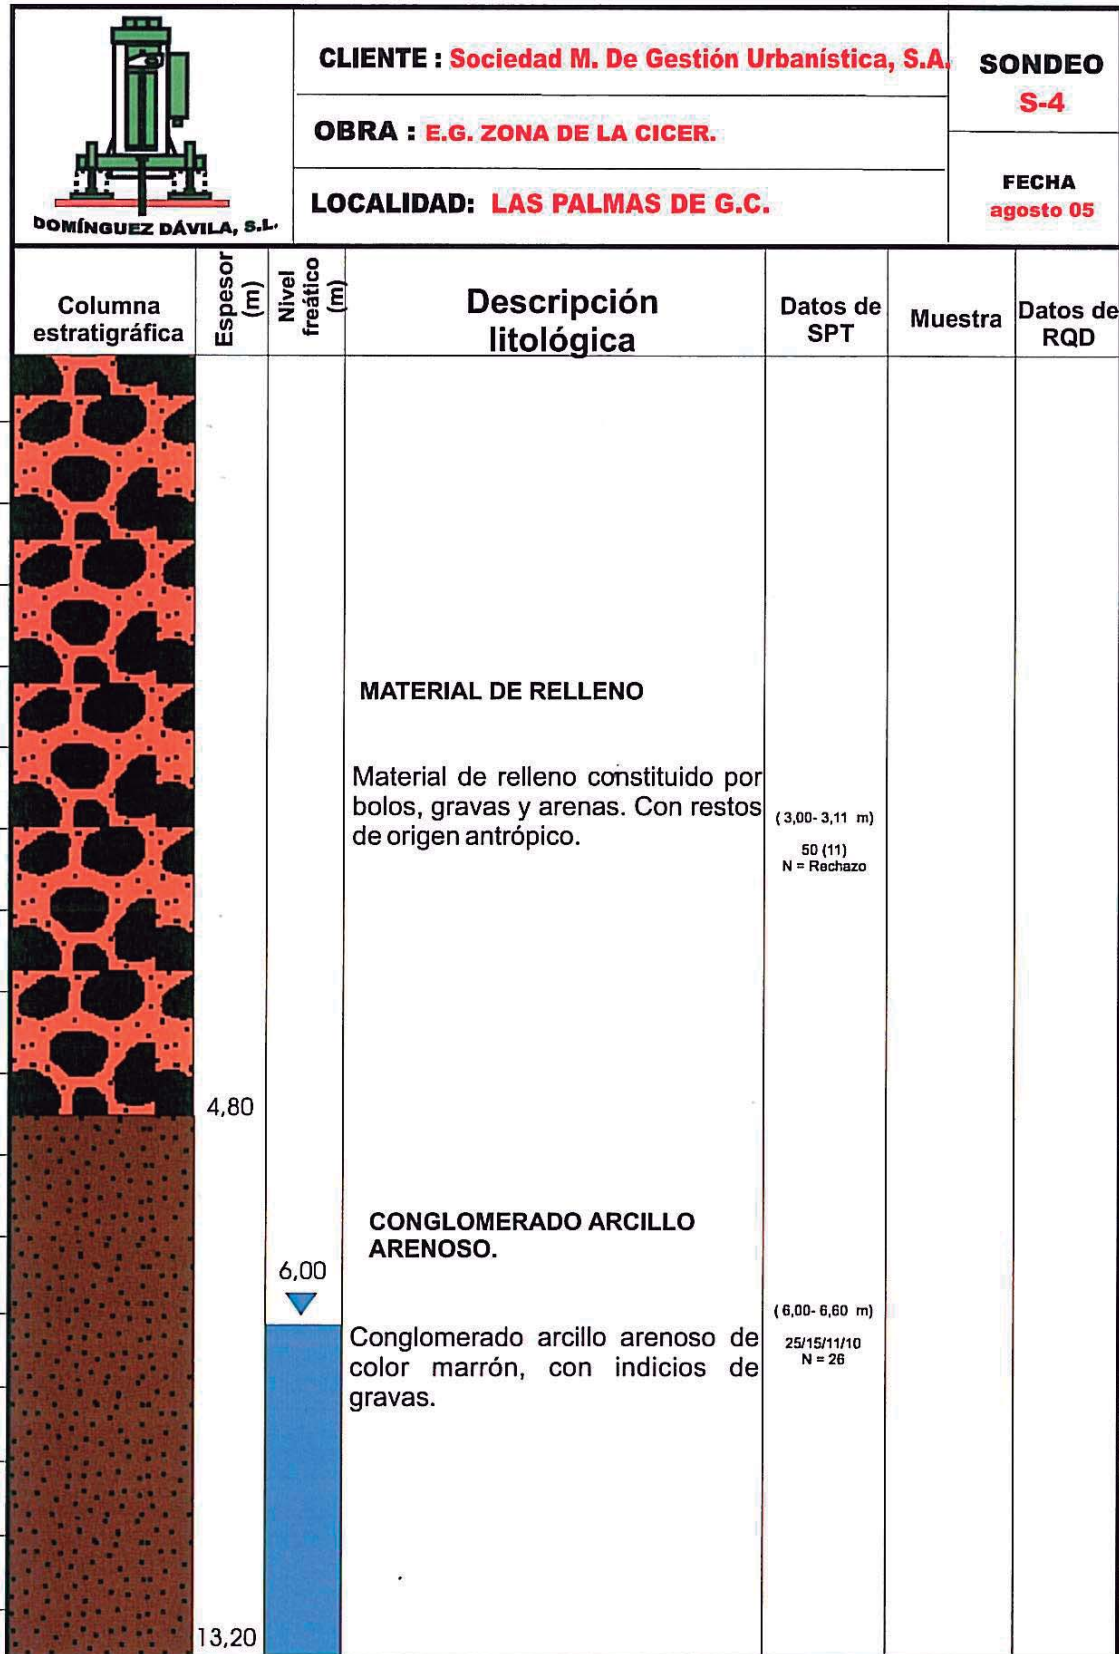 DOMÍNGUEZ DÁVILA, S.L.
CLIENTE : Sociedad M. De Gestión Urbanística, S.A.
OBRA : E.G. ZONA DE LA CICER.
LOCALIDAD: LAS PALMAS DE G.C.
SONDEO
S-4
FECHA
agosto 05
Columna
estratigráfica
Espesor
(m)
Nivel
freático
(m)
Descripción
litológica
Datos de
SPT
Muestra
Datos de
RQD
MATERIAL DE RELLENO
Material de relleno constituido por
bolos, gravas y arenas. Con restos
de origen antrópico.
(3,00- 3,11 m)
50 (11)
N = Rechazo
4,80
CONGLOMERADO ARCILLO
ARENOSO.
6,00
(6,00- 6,60 m)
25/15/11/10
N = 26
Conglomerado arcillo arenoso de
color marrón, con indicios de
gravas.
13,20